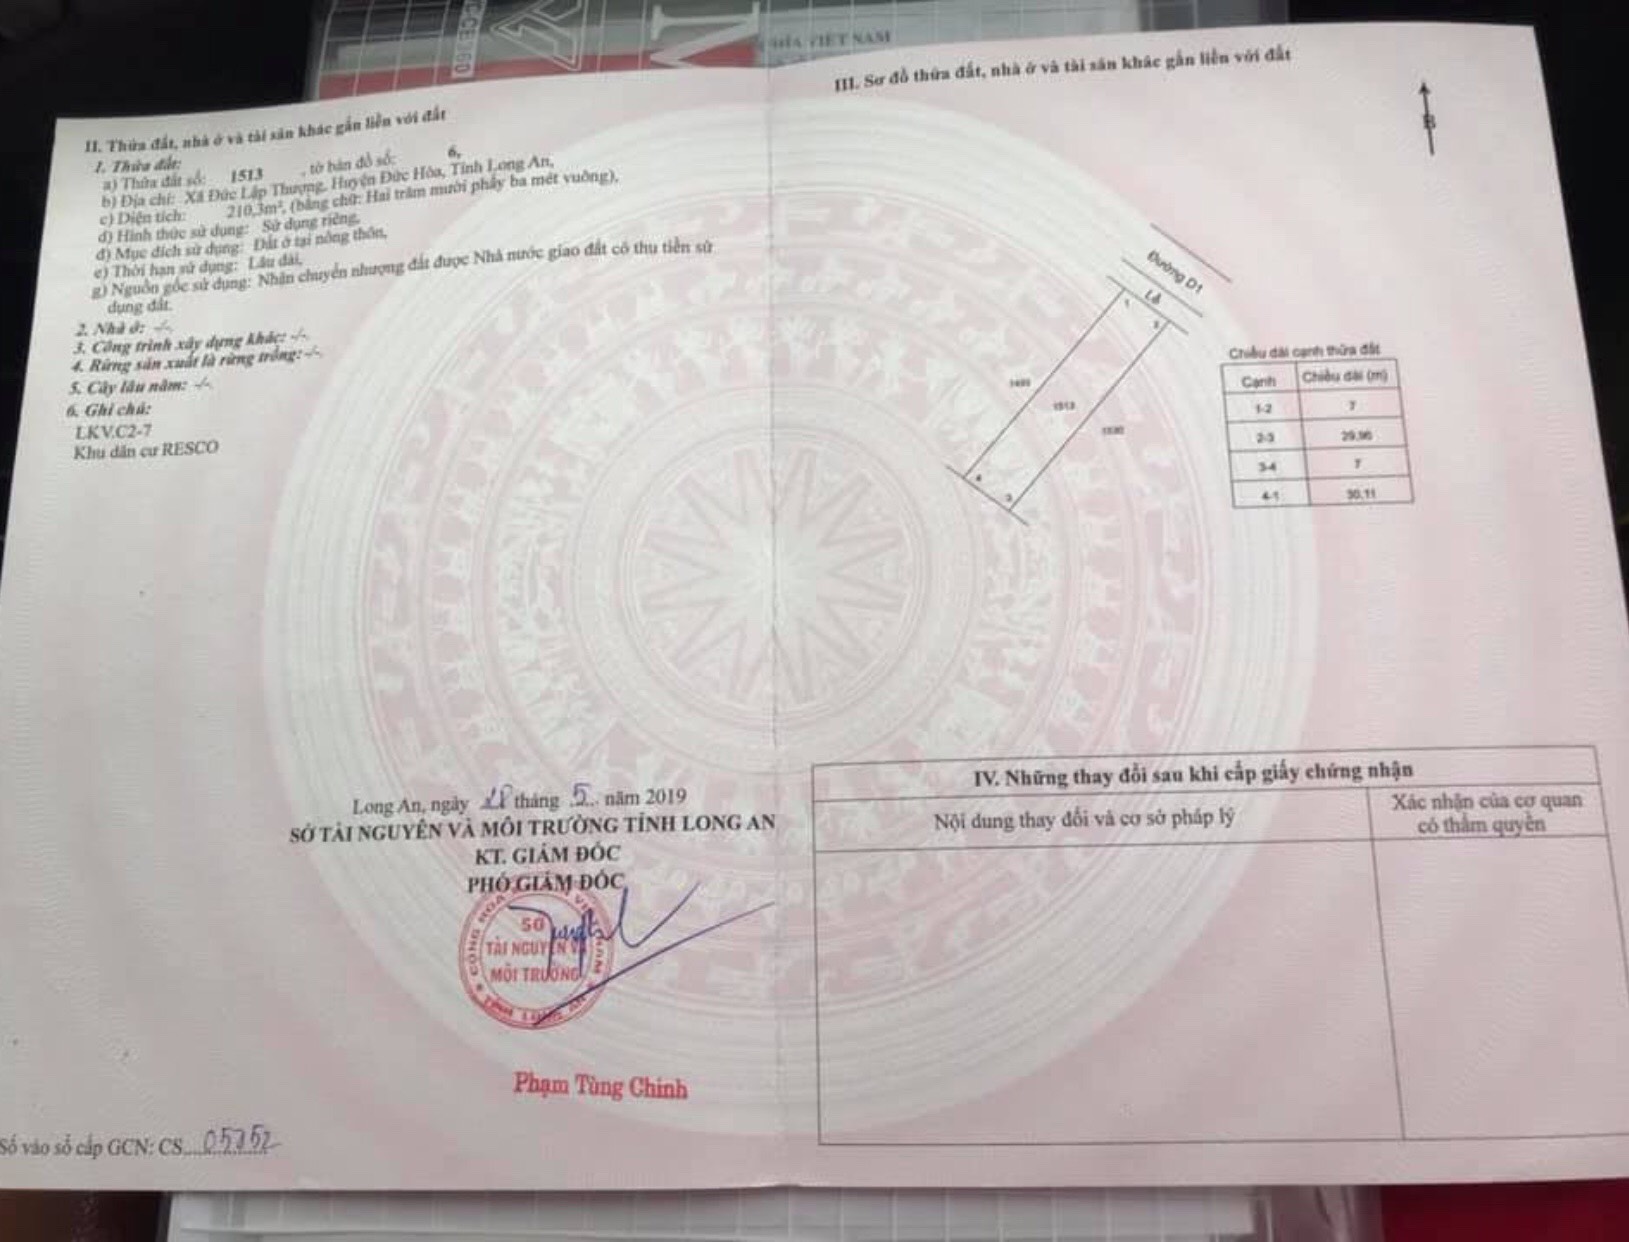 HÒA VIỆT NAM
II. Thửa đất, nhà ở và tài sản khác gắn liền với đất
1. Thửa đất:
a) Thửa đất số: 1513 , tờ bản đồ số: 6,
b) Địa chỉ: Xã Đức Lập Thượng, Huyện Đức Hòa, Tỉnh Long An,
c) Diện tích: 210,3m², (bằng chữ: Hai trăm mười phẩy ba mét vuông),
d) Hình thức sử dụng: Sử dụng riêng,
đ) Mục đích sử dụng: Đất ở tại nông thôn,
e) Thời hạn sử dụng: Lâu dài,
g) Nguồn gốc sử dụng: Nhận chuyển nhượng đất được Nhà nước giao đất có thu tiền sử
dụng đất.
2. Nhà ở: -/-,
3. Công trình xây dựng khác: -/-,
4. Rừng sản xuất là rừng trồng: -/-,
5. Cây lâu năm: -/-,
6. Ghi chú:
LKV.C2-7
Khu dân cư RESCO
Long An, ngày 28 tháng 5 năm 2019
SỞ TÀI NGUYÊN VÀ MÔI TRƯỜNG TỈNH LONG AN
KT. GIÁM ĐỐC
PHÓ GIÁM ĐỐC
SỞ
TÀI NGUYÊN VÀ
MÔI TRƯỜNG
TỈNH LONG AN
Phạm Tùng Chinh
Số vào sổ cấp GCN: CS
III. Sơ đồ thửa đất, nhà ở và tài sản khác gắn liền với đất
B
Đường D1
Lề
1
2
1513
4
3
Chiều dài cạnh thửa đất
Cạnh Chiều dài (m)
1-2 7
2-3 29,96
3-4 7
4-1 30,11
IV. Những thay đổi sau khi cấp giấy chứng nhận
Nội dung thay đổi và cơ sở pháp lý
Xác nhận của cơ quan
có thẩm quyền